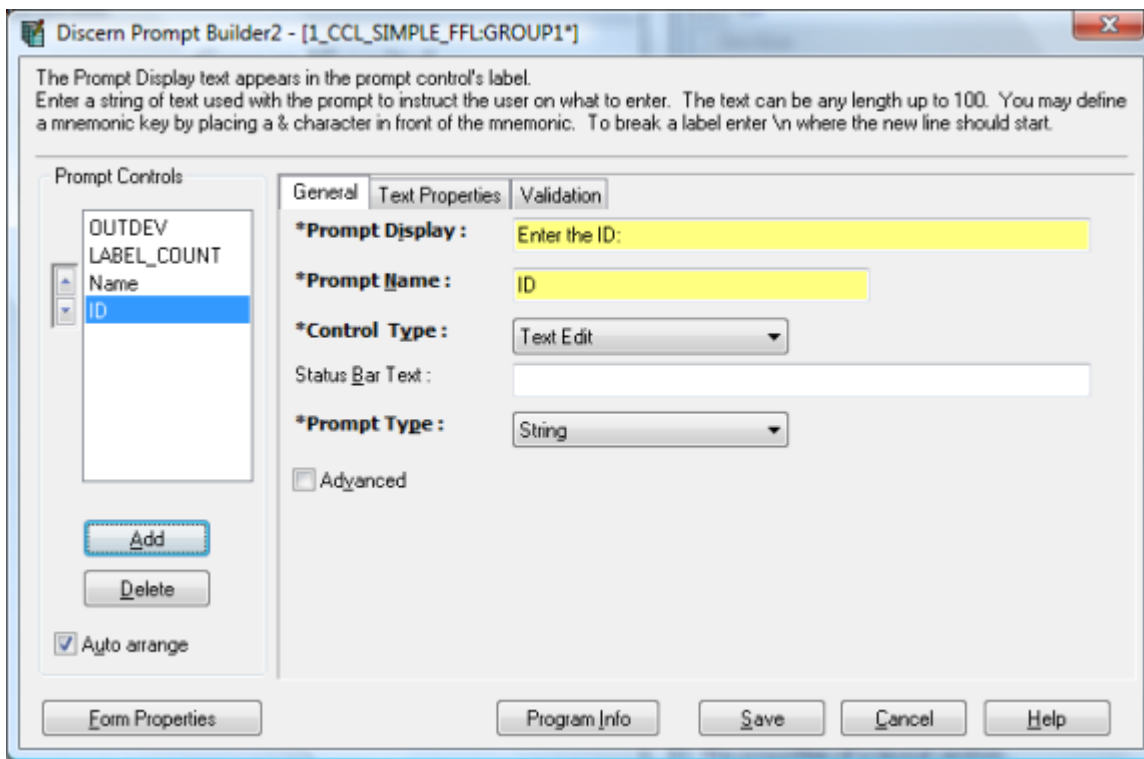 Discern Prompt Builder2 - [1_CCL_SIMPLE_FFL:GROUP1*]
The Prompt Display text appears in the prompt control's label.
Enter a string of text used with the prompt to instruct the user on what to enter. The text can be any length up to 100. You may define
a mnemonic key by placing a & character in front of the mnemonic. To break a label enter \n where the new line should start.
Prompt Controls
OUTDEV
LABEL_COUNT
Name
ID
Add
Delete
Auto arrange
General Text Properties Validation
*Prompt Display : Enter the ID:
*Prompt Name : ID
*Control Type : Text Edit
Status Bar Text :
*Prompt Type : String
Advanced
Form Properties Program Info Save Cancel Help